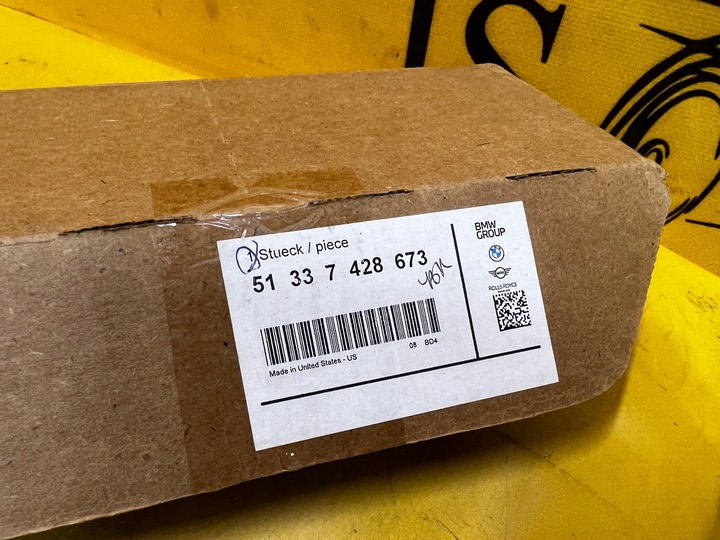 S
1 Stueck / piece
51 33 7 428 673
Made in United States - US
08 BD4
BMW
GROUP
ROLLS-ROYCE